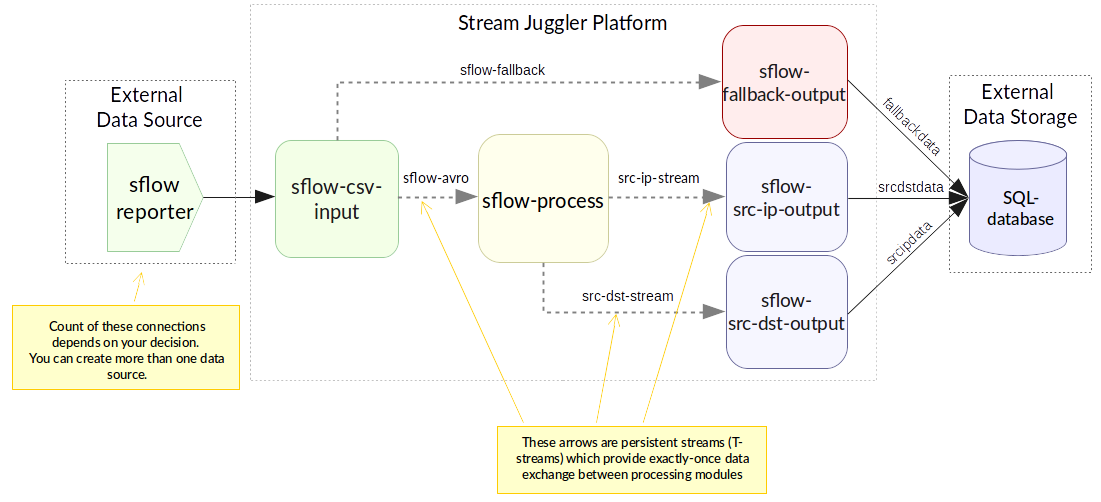 Stream Juggler Platform
External
Data Source
sflow
reporter
sflow-fallback
sflow-csv-
input
sflow-avro
sflow-process
src-ip-stream
src-dst-stream
sflow-
fallback-output
sflow-
src-ip-output
sflow-
src-dst-output
fallbackdata
srcdstdata
srcipdata
External
Data Storage
SQL-
database
Count of these connections
depends on your decision.
You can create more than one data
source.
These arrows are persistent streams (T-
streams) which provide exactly-once data
exchange between processing modules